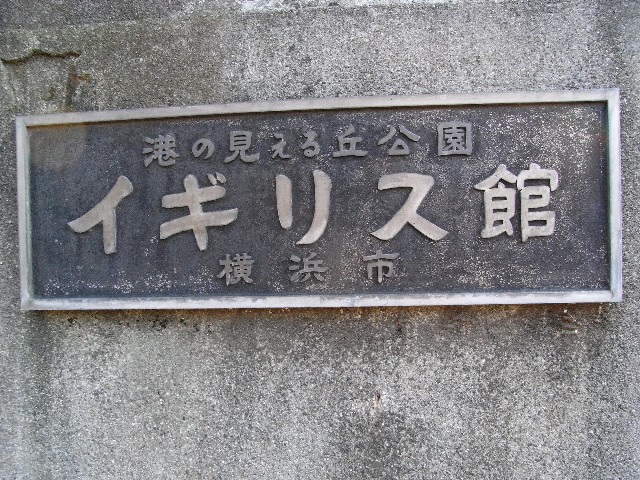 港の見える丘公園
イギリス館
横浜市